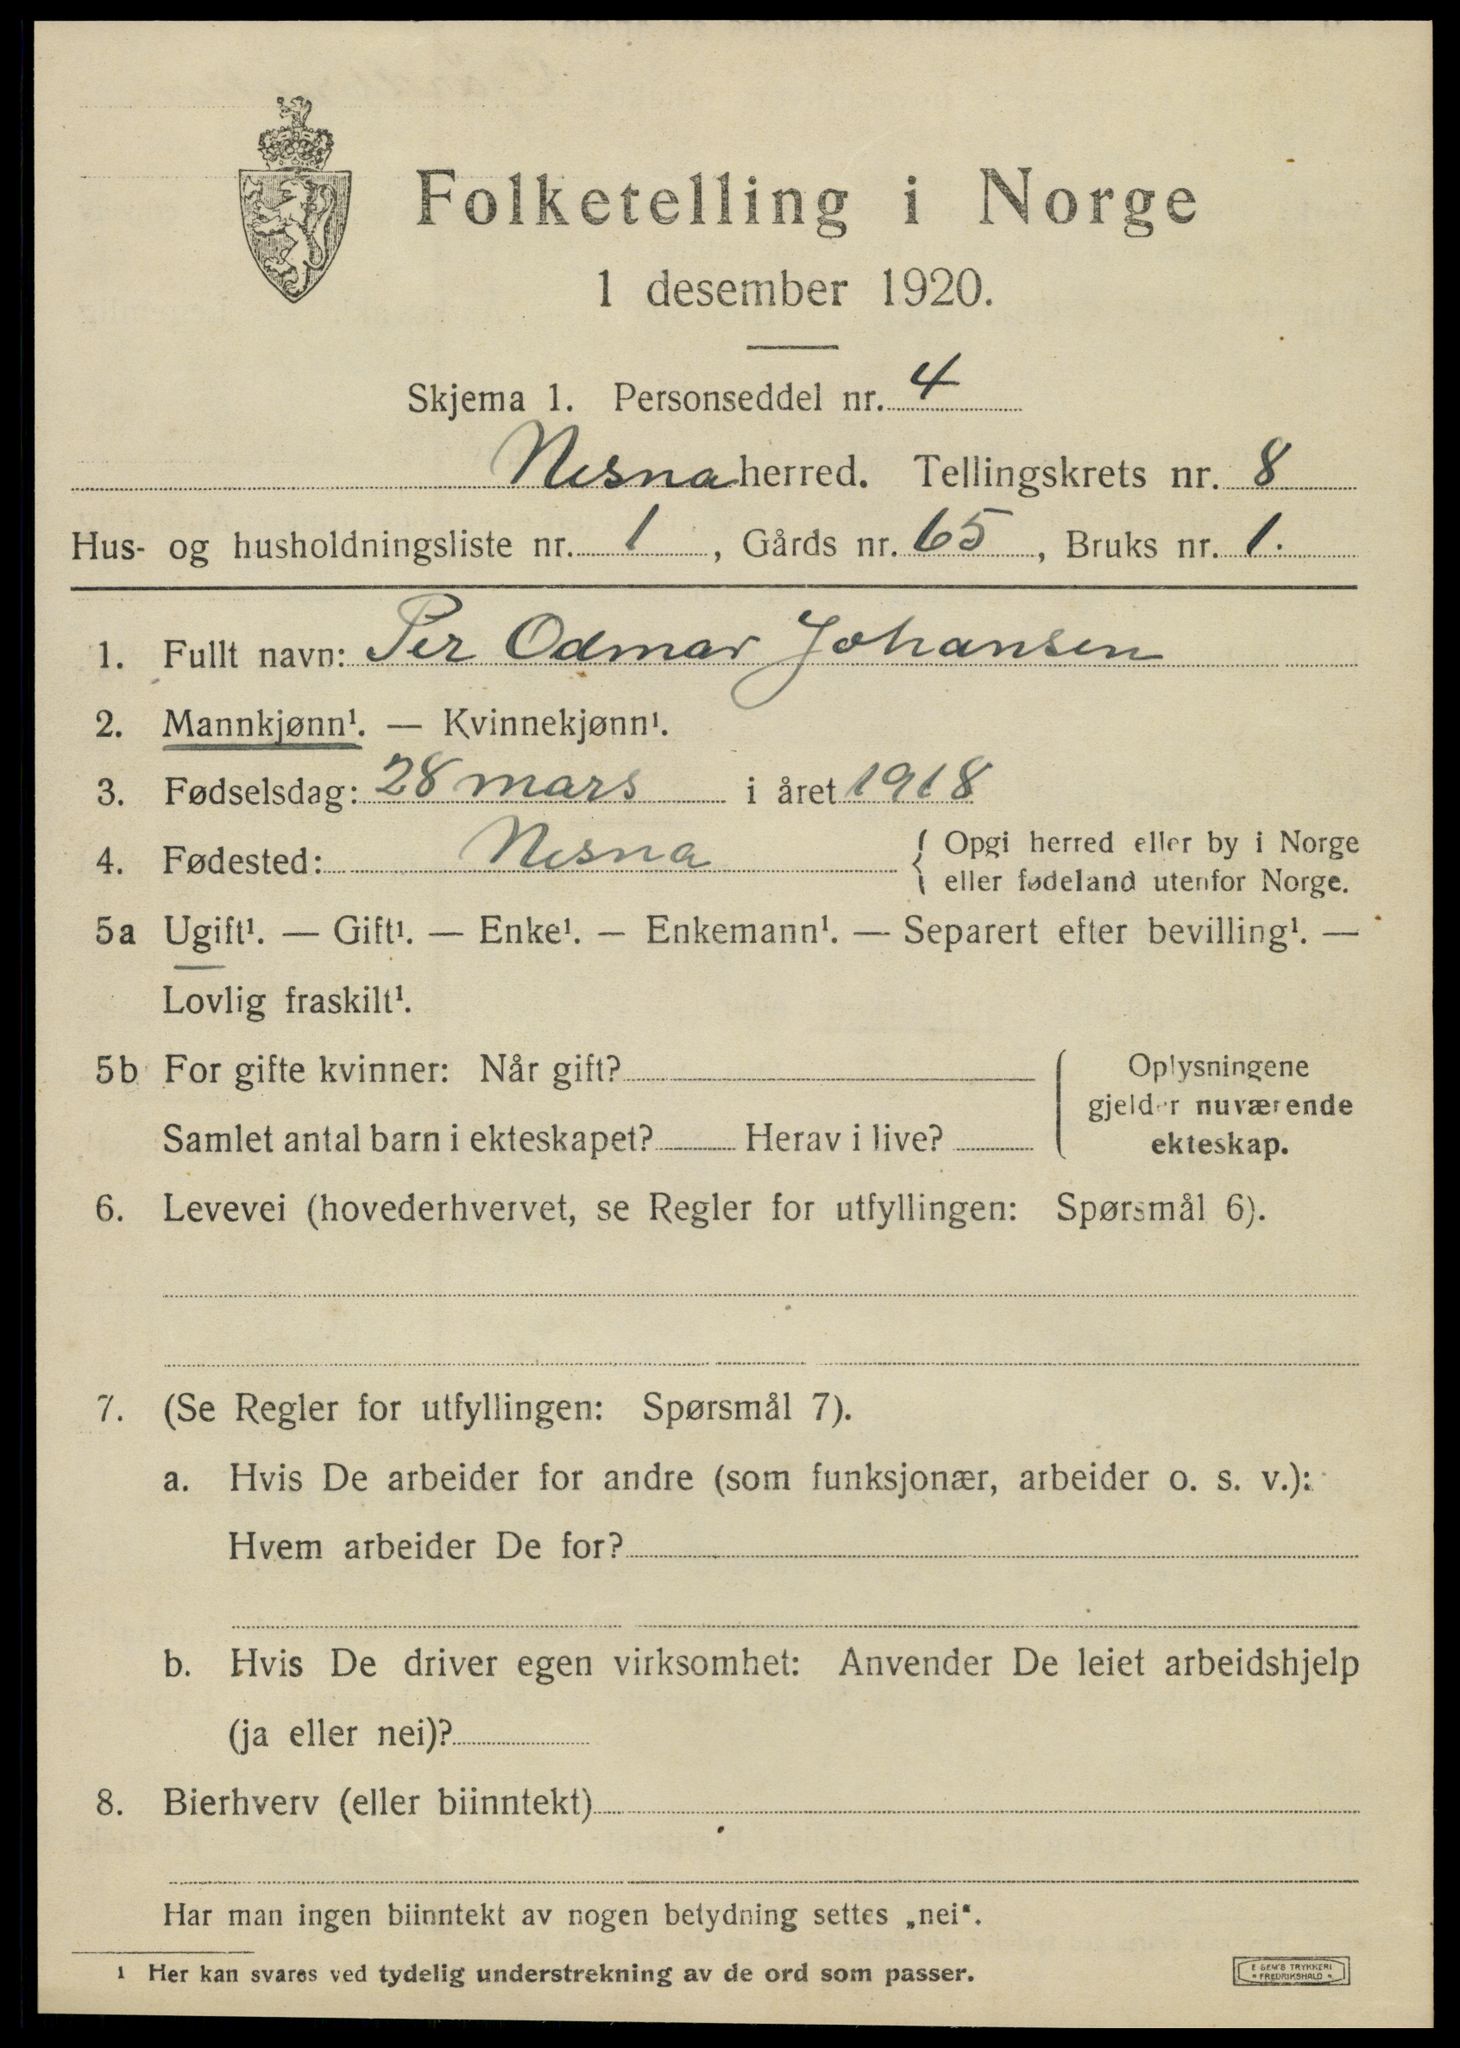 Folketelling i Norge
1 desember 1920.
Skjema 1. Personseddel nr. 4
Nesna herred. Tellingskrets nr. 8
Hus- og husholdningsliste nr. 1, Gårds nr. 65, Bruks nr. 1.
1. Fullt navn: Per Odmar Johansen
2. Mannkjønn¹. — Kvinnekjønn¹.
3. Fødselsdag: 28 mars i året 1918
4. Fødested: Nesna { Opgi herred eller by i Norge
eller fødeland utenfor Norge.
5a Ugift¹. — Gift¹. — Enke¹. — Enkemann¹. — Separert efter bevilling¹. —
Lovlig fraskilt¹.
5b For gifte kvinner: Når gift?
Samlet antal barn i ekteskapet? Herav i live?
Oplysningene
gjelder nuværende
ekteskap.
6. Levevei (hovederhvervet, se Regler for utfyllingen: Spørsmål 6).
7. (Se Regler for utfyllingen: Spørsmål 7).
a. Hvis De arbeider for andre (som funksjonær, arbeider o. s. v.):
Hvem arbeider De for?
b. Hvis De driver egen virksomhet: Anvender De leiet arbeidshjelp
(ja eller nei)?
8. Bierhverv (eller biinntekt)
Har man ingen biinntekt av nogen betydning settes „nei“.
¹ Her kan svares ved tydelig understrekning av de ord som passer.
E SEM'S TRYKKERI
FREDRIKSHALD